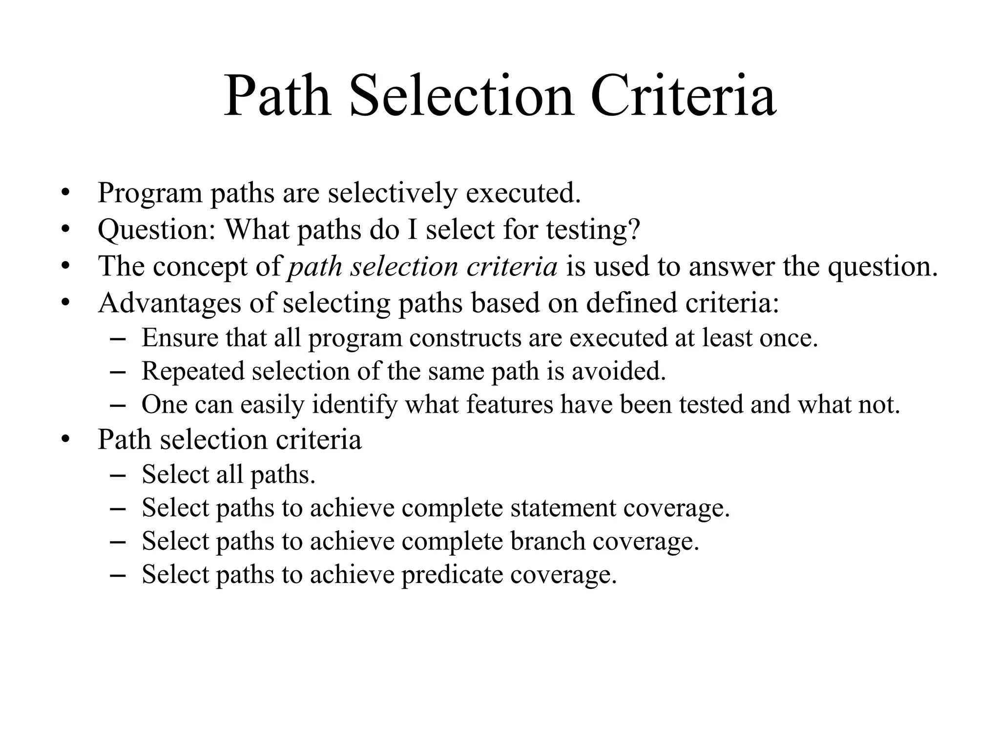 Path Selection Criteria
• Program paths are selectively executed.
• Question: What paths do I select for testing?
• The concept of path selection criteria is used to answer the question.
• Advantages of selecting paths based on defined criteria:
– Ensure that all program constructs are executed at least once.
– Repeated selection of the same path is avoided.
– One can easily identify what features have been tested and what not.
• Path selection criteria
– Select all paths.
– Select paths to achieve complete statement coverage.
– Select paths to achieve complete branch coverage.
– Select paths to achieve predicate coverage.